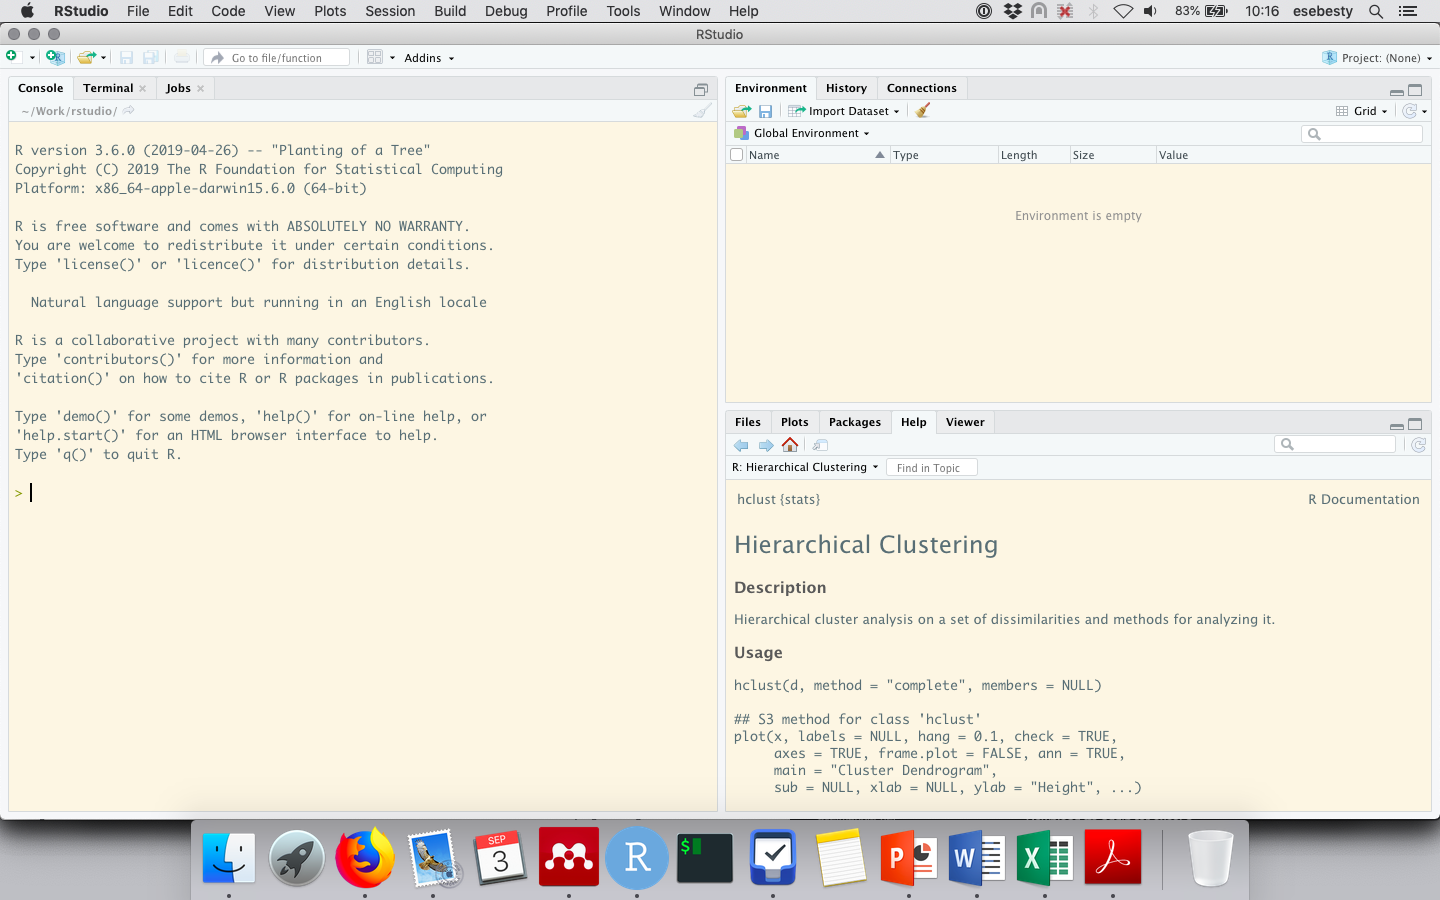 RStudio File Edit Code View Plots Session Build Debug Profile Tools Window Help 83% 10:16 esebesty
RStudio
Go to file/function Addins Project: (None)
Console Terminal Jobs
~/Work/rstudio/
R version 3.6.0 (2019-04-26) -- "Planting of a Tree"
Copyright (C) 2019 The R Foundation for Statistical Computing
Platform: x86_64-apple-darwin15.6.0 (64-bit)
R is free software and comes with ABSOLUTELY NO WARRANTY.
You are welcome to redistribute it under certain conditions.
Type 'license()' or 'licence()' for distribution details.
Natural language support but running in an English locale
R is a collaborative project with many contributors.
Type 'contributors()' for more information and
'citation()' on how to cite R or R packages in publications.
Type 'demo()' for some demos, 'help()' for on-line help, or
'help.start()' for an HTML browser interface to help.
Type 'q()' to quit R.
>
Environment History Connections
Import Dataset Grid
Global Environment
Name Type Length Size Value
Environment is empty
Files Plots Packages Help Viewer
R: Hierarchical Clustering Find in Topic
hclust {stats} R Documentation
Hierarchical Clustering
Description
Hierarchical cluster analysis on a set of dissimilarities and methods for analyzing it.
Usage
hclust(d, method = "complete", members = NULL)
## S3 method for class 'hclust'
plot(x, labels = NULL, hang = 0.1, check = TRUE,
axes = TRUE, frame.plot = FALSE, ann = TRUE,
main = "Cluster Dendrogram",
sub = NULL, xlab = NULL, ylab = "Height", ...)
SEP
3
R
$
P
W
X